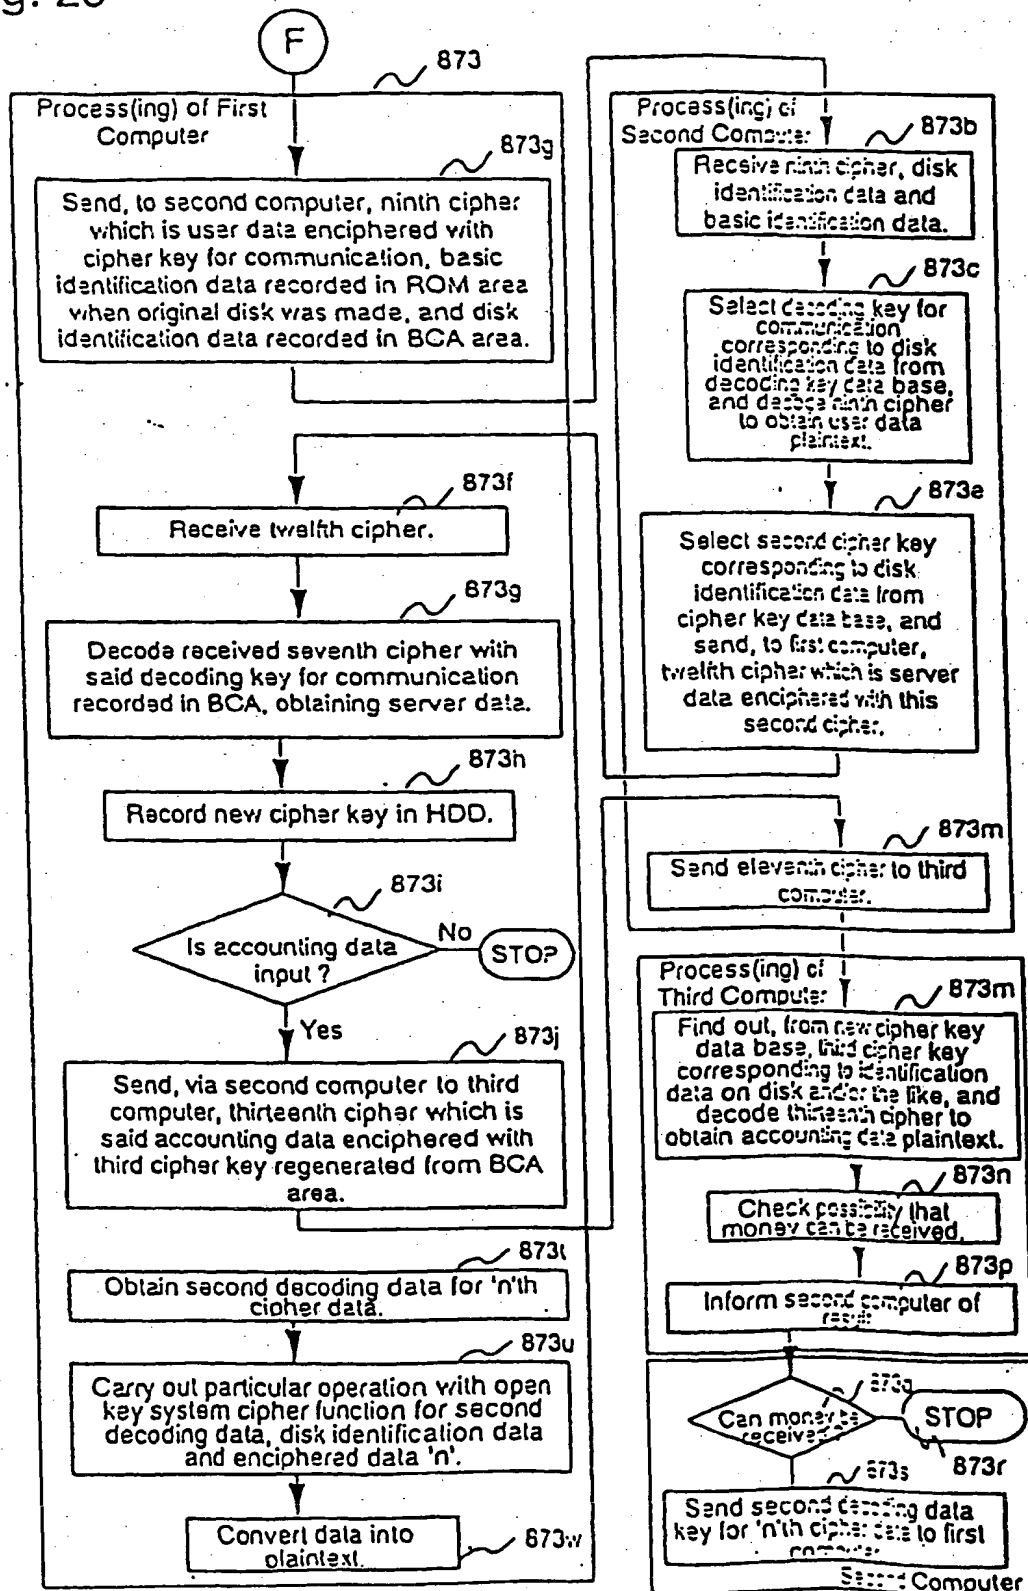 g. 20
F
873
Process(ing) of First
Computer
873g
Send, to second computer, ninth cipher
which is user data enciphered with
cipher key for communication, basic
identification data recorded in ROM area
when original disk was made, and disk
identification data recorded in BCA area.
873f
Receive twelfth cipher.
873g
Decode received seventh cipher with
said decoding key for communication
recorded in BCA, obtaining server data.
873h
Record new cipher key in HDD.
873i
Is accounting data
input ?
No
STOP
Yes
873j
Send, via second computer to third
computer, thirteenth cipher which is
said accounting data enciphered with
third cipher key regenerated from BCA
area.
873t
Obtain second decoding data for 'n'th
cipher data.
873u
Carry out particular operation with open
key system cipher function for second
decoding data, disk identification data
and enciphered data 'n'.
Convert data into
plaintext.
873w
Process(ing) of
Second Computer
873b
Receive ninth cipher, disk
identification data and
basic identification data.
873c
Select decoding key for
communication
corresponding to disk
identification data from
decoding key data base,
and decode ninth cipher
to obtain user data
plaintext.
873e
Select second cipher key
corresponding to disk
identification data from
cipher key data base, and
send, to first computer,
twelfth cipher which is server
data enciphered with this
second cipher.
873m
Send eleventh cipher to third
computer.
Process(ing) of
Third Computer
873m
Find out, from new cipher key
data base, third cipher key
corresponding to identification
data on disk and/or the like, and
decode thirteenth cipher to
obtain accounting data plaintext.
873n
Check possibility that
money can be received.
873p
Inform second computer of
result
873q
Can money be
received ?
STOP
873r
873s
Send second decoding data
key for 'n'th cipher data to first
computer
Second Computer